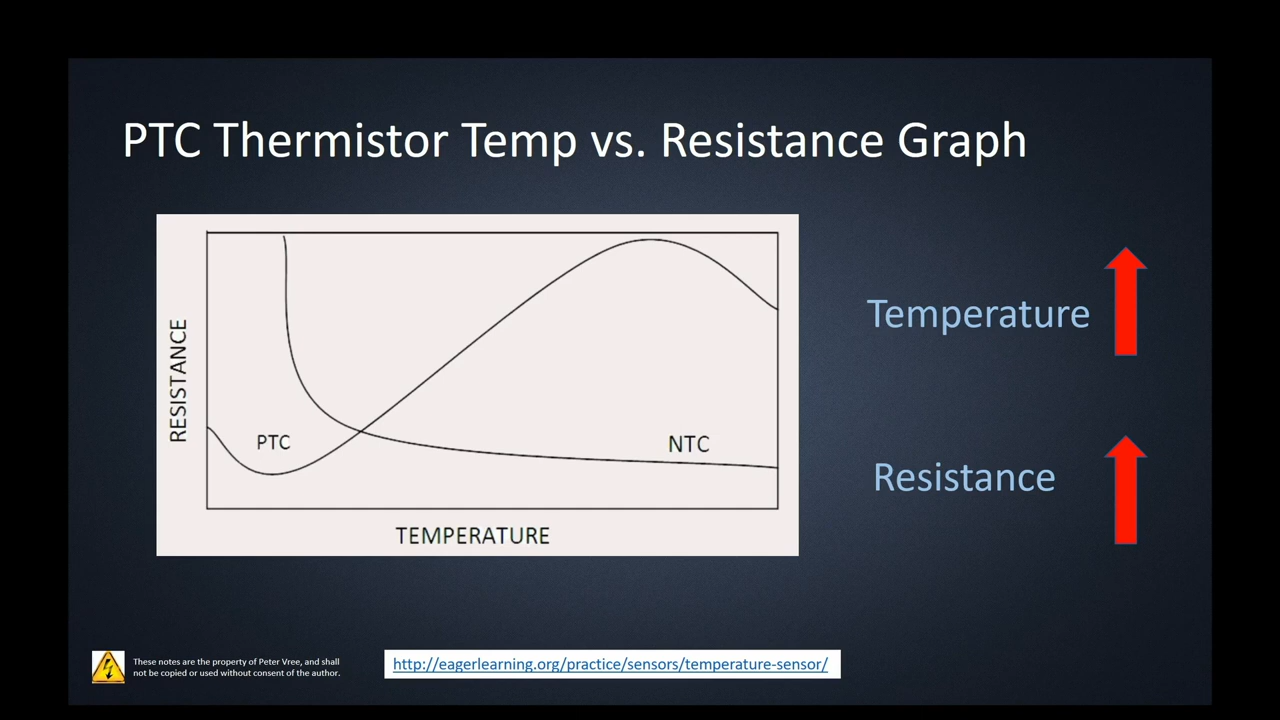 PTC Thermistor Temp vs. Resistance Graph
RESISTANCE
PTC
NTC
TEMPERATURE
Temperature
Resistance
These notes are the property of Peter Vree, and shall
not be copied or used without consent of the author.
http://eagerlearning.org/practice/sensors/temperature-sensor/